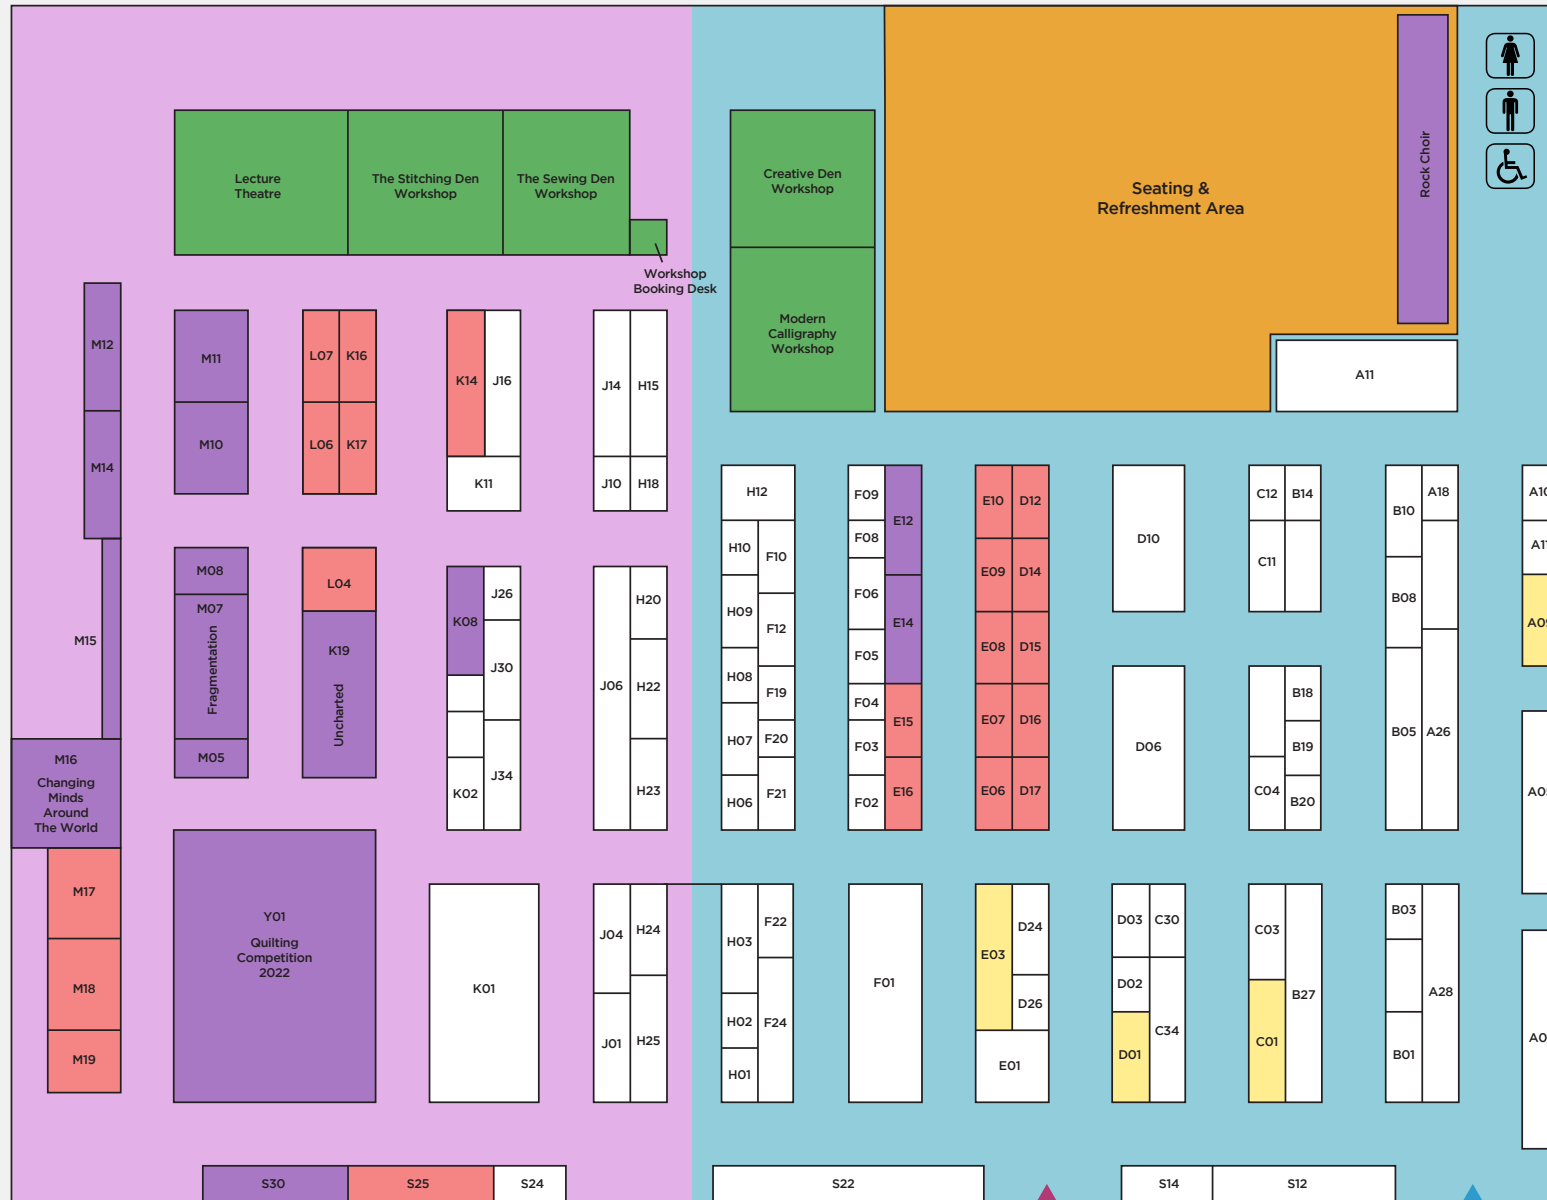 Lecture
Theatre
The Stitching Den
Workshop
The Sewing Den
Workshop
Workshop
Booking Desk
Creative Den
Workshop
Modern
Calligraphy
Workshop
Seating &
Refreshment Area
Rock Choir
A11
M12
M14
M15
M16
Changing
Minds
Around
The World
M17
M18
M19
M11
M10
M08
M07
Fragmentation
M05
L07
K16
L06
K17
L04
K19
Uncharted
Y01
Quilting
Competition
2022
K14
J16
K11
K08
J26
J30
J34
K02
K01
J14
H15
J10
H18
J06
H20
H22
H23
J04
H24
J01
H25
H12
H10
F10
H09
F12
H08
F19
H07
F20
H06
F21
H03
F22
H02
F24
H01
F09
E12
F08
F06
E14
F05
F04
E15
F03
E16
F02
F01
E10
D12
E09
D14
E08
D15
E07
D16
E06
D17
E03
D24
D26
E01
D10
D06
D03
C30
D02
C34
D01
C12
B14
C11
B18
B19
C04
B20
C03
B27
C01
B10
A18
B08
B05
A26
B03
A28
B01
A10
A11
A09
S30
S25
S24
S22
S14
S12